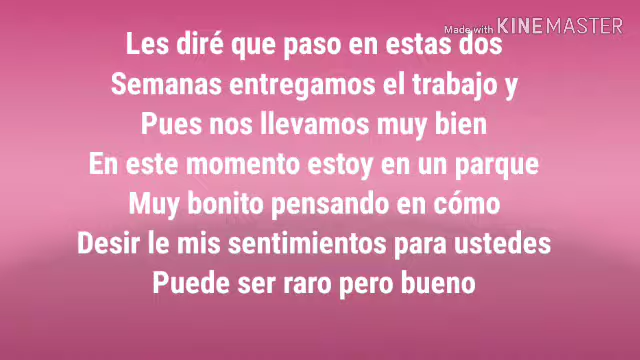 Made with KINEMASTER
Les diré que paso en estas dos
Semanas entregamos el trabajo y
Pues nos llevamos muy bien
En este momento estoy en un parque
Muy bonito pensando en cómo
Desir le mis sentimientos para ustedes
Puede ser raro pero bueno